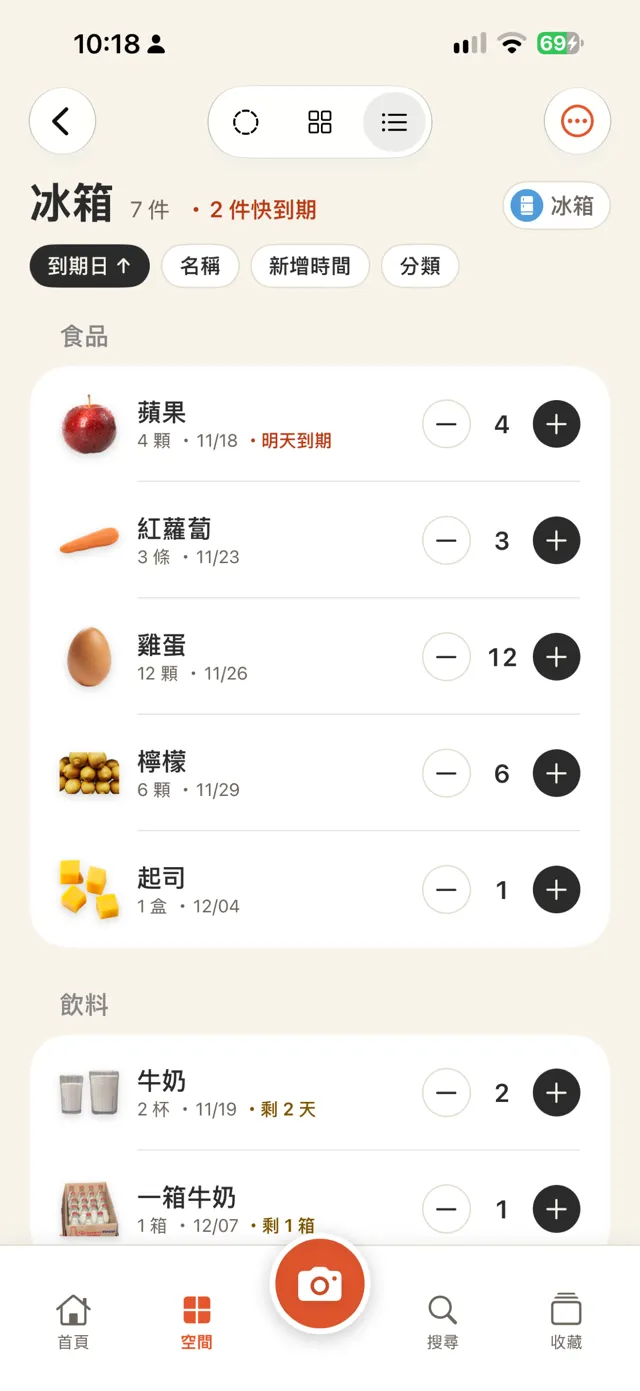 10:18
69
冰箱 7 件 • 2 件快到期
冰箱
到期日 ↑ 名稱 新增時間 分類
食品
蘋果
4 顆 • 11/18 • 明天到期
4
紅蘿蔔
3 條 • 11/23
3
雞蛋
12 顆 • 11/26
12
檸檬
6 顆 • 11/29
6
起司
1 盒 • 12/04
1
飲料
牛奶
2 杯 • 11/19 • 剩 2 天
2
一箱牛奶
1 箱 • 12/07 • 剩 1 箱
1
首頁 空間 搜尋 收藏